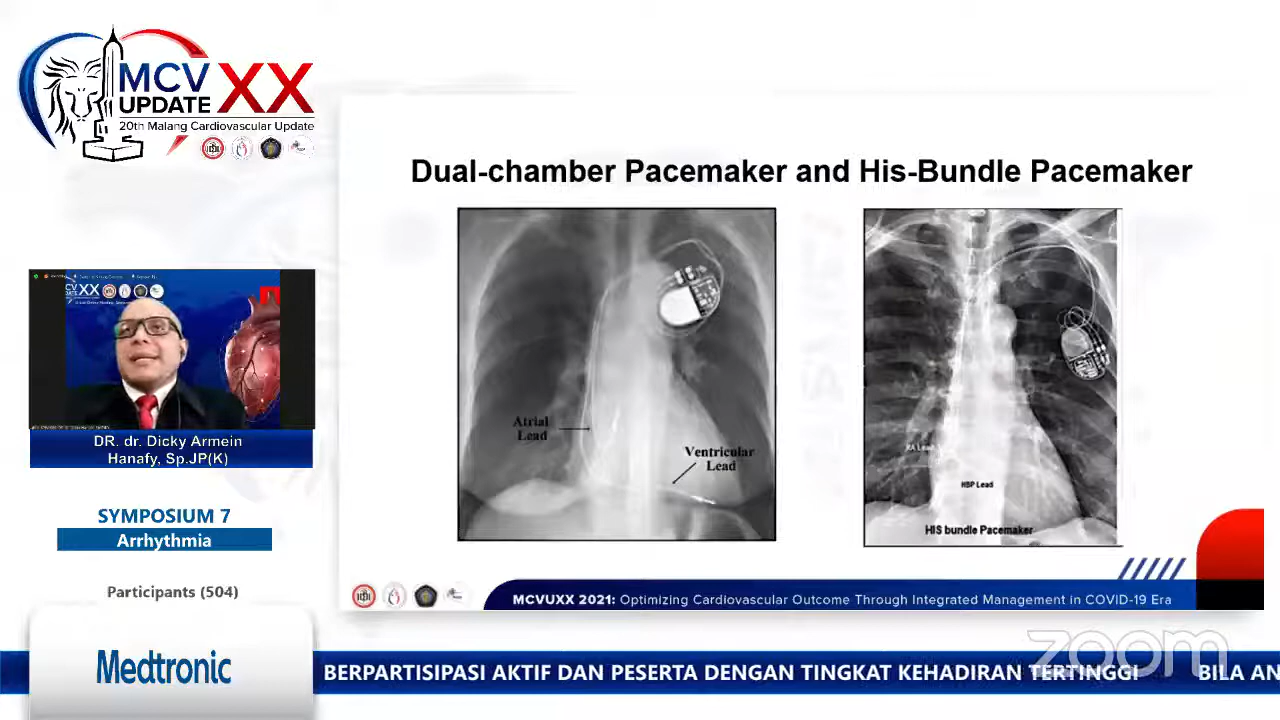 MCV
UPDATE
XX
20th Malang Cardiovascular Update
Dual-chamber Pacemaker and His-Bundle Pacemaker
Atrial
Lead
Ventricular
Lead
RA Lead
HBP Lead
HIS bundle Pacemaker
XX
DR. dr. Dicky Armein
Hanafy, Sp.JP(K)
SYMPOSIUM 7
Arrhythmia
Participants (504)
MCVUXX 2021: Optimizing Cardiovascular Outcome Through Integrated Management in COVID-19 Era
zoom
Medtronic
BERPARTISIPASI AKTIF DAN PESERTA DENGAN TINGKAT KEHADIRAN TERTINGGI
BILA AN